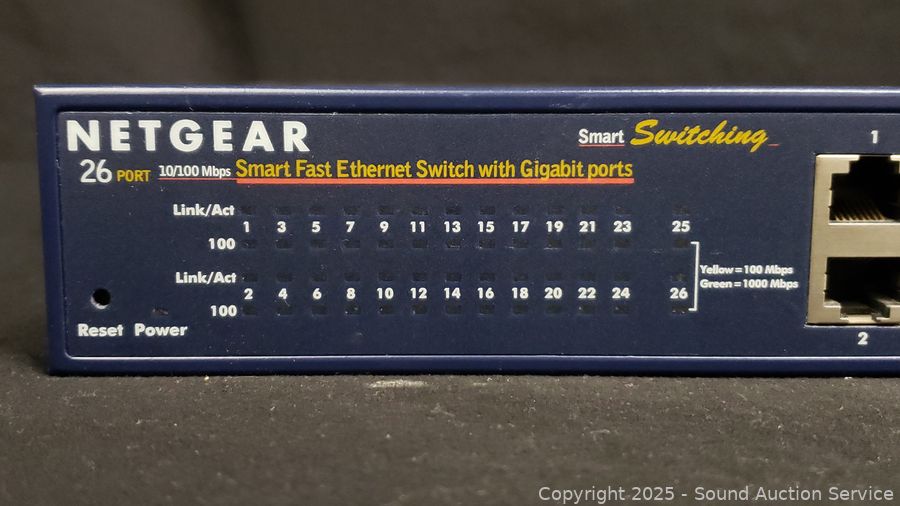 NETGEAR
Smart Switching
26 PORT 10/100 Mbps Smart Fast Ethernet Switch with Gigabit ports
1
Link/Act
1 3 5 7 9 11 13 15 17 19 21 23 25
100
Yellow=100 Mbps
Green=1000 Mbps
Link/Act
2 4 6 8 10 12 14 16 18 20 22 24 26
100
Reset Power
2
Copyright 2025 - Sound Auction Service